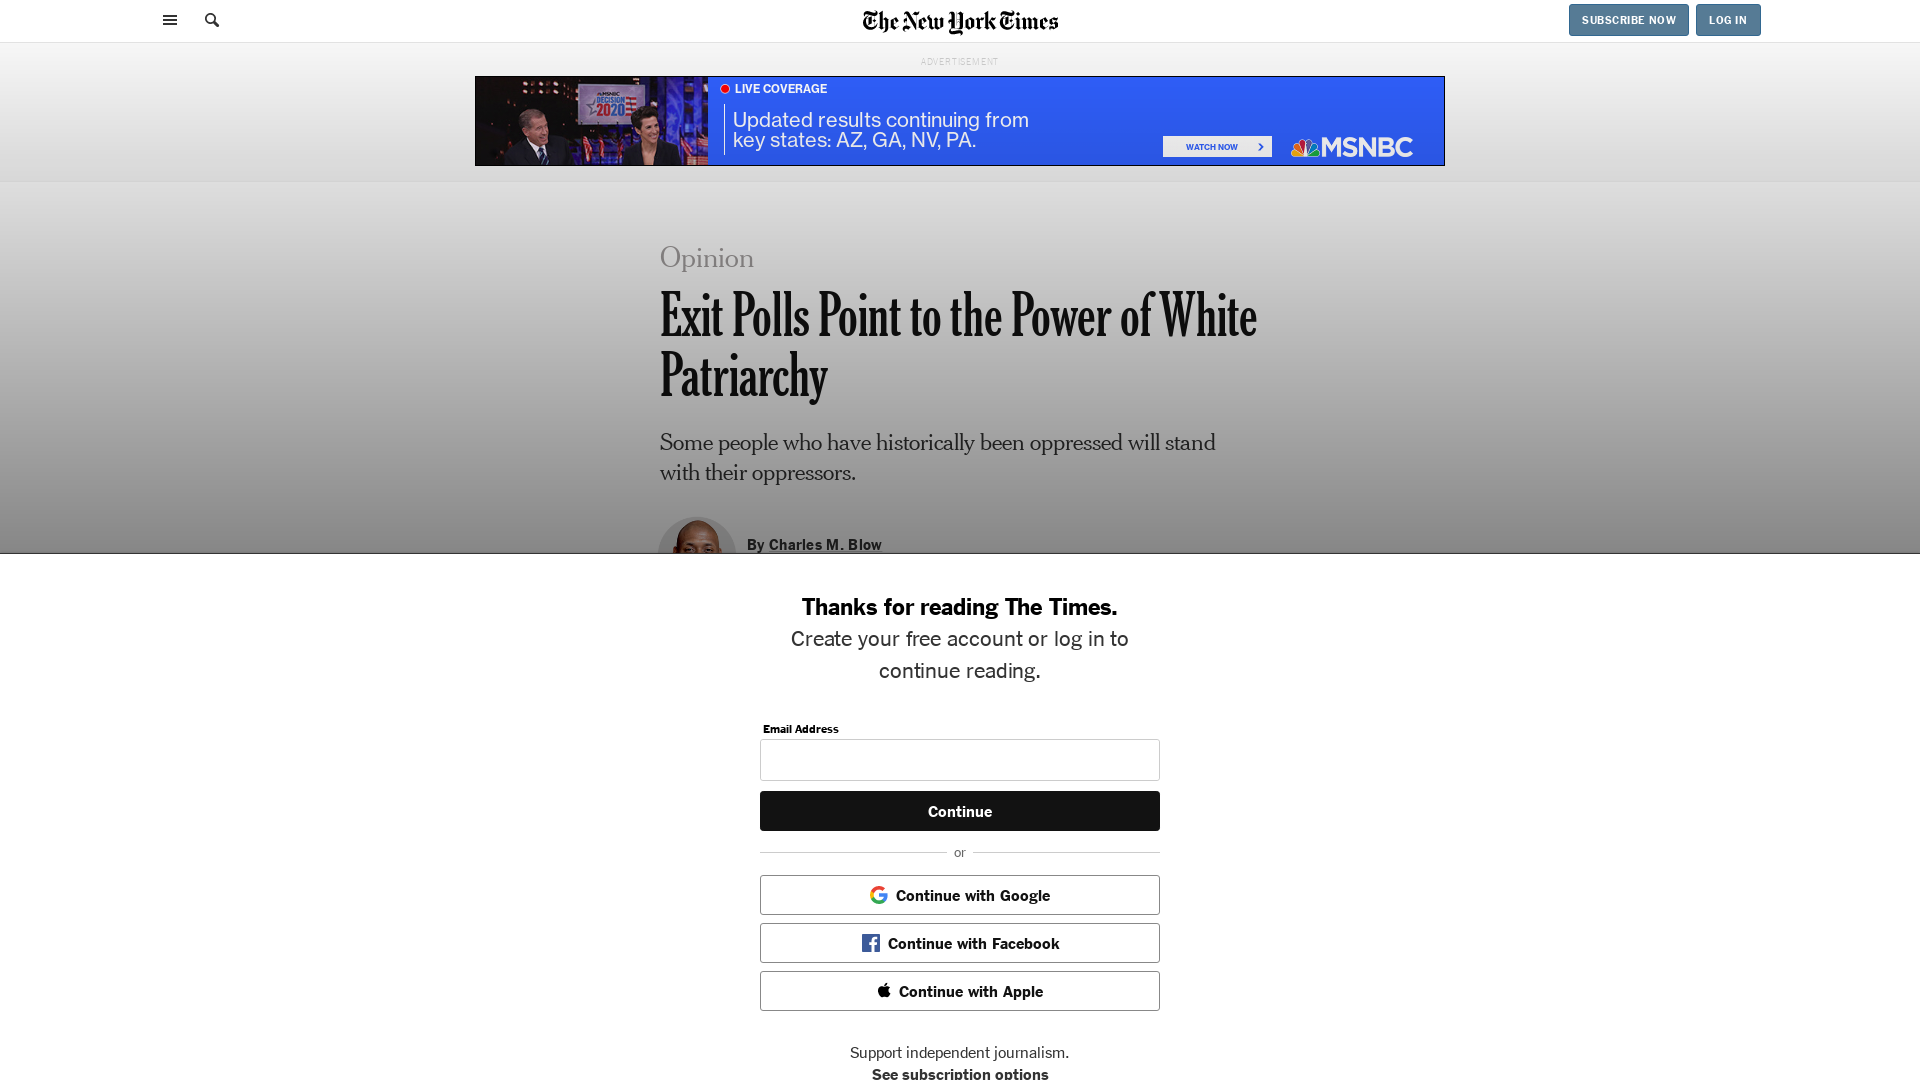 The New York Times
SUBSCRIBE NOW
LOG IN
ADVERTISEMENT
MSNBC
DECISION
2020
LIVE COVERAGE
Updated results continuing from
key states: AZ, GA, NV, PA.
WATCH NOW
MSNBC
Opinion
Exit Polls Point to the Power of White
Patriarchy
Some people who have historically been oppressed will stand
with their oppressors.
By Charles M. Blow
Thanks for reading The Times.
Create your free account or log in to
continue reading.
Email Address
Continue
or
Continue with Google
Continue with Facebook
Continue with Apple
Support independent journalism.
See subscription options